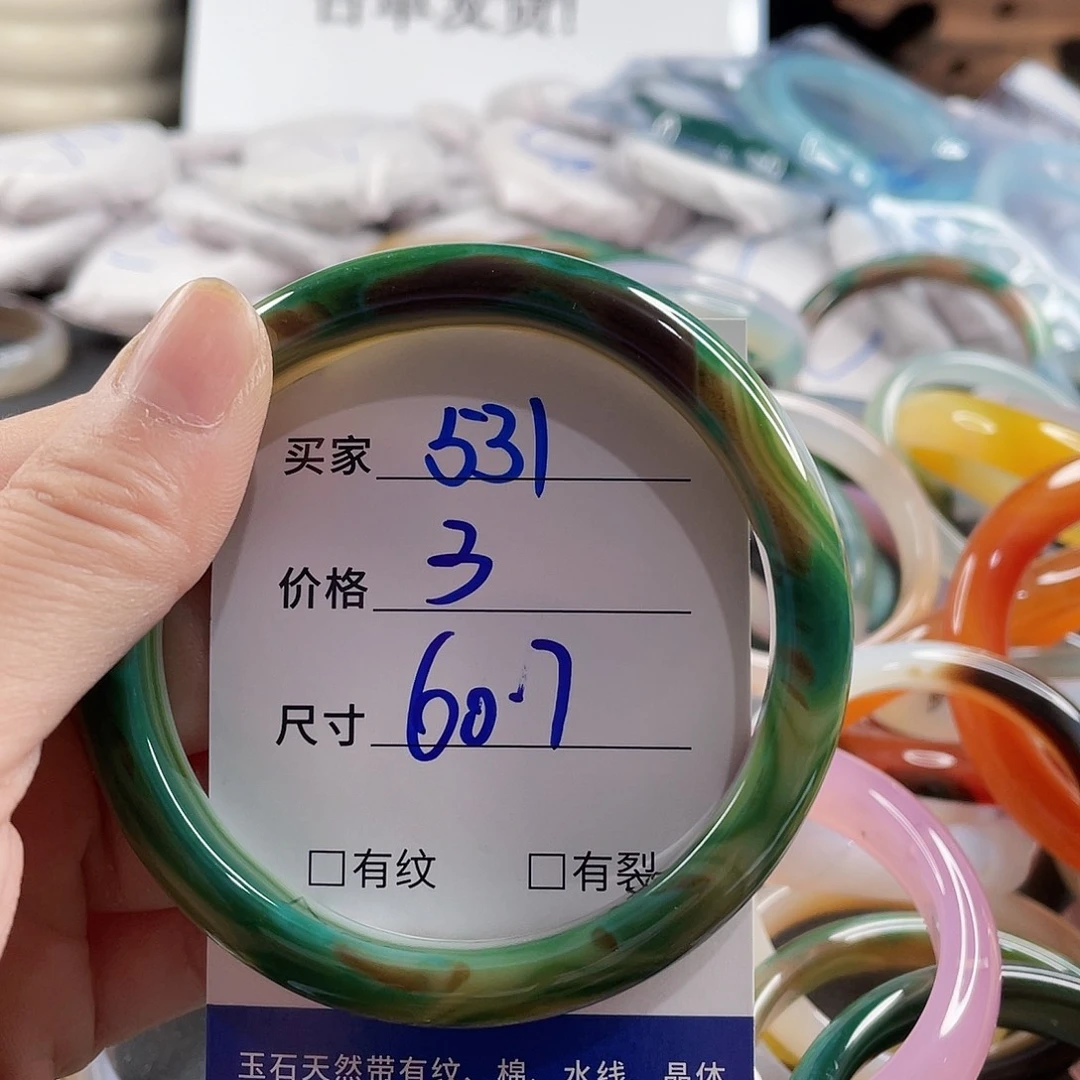 买家 531
价格 3
尺寸 60.7
□有纹 □有裂
玉石天然带有纹、棉、水线、晶体